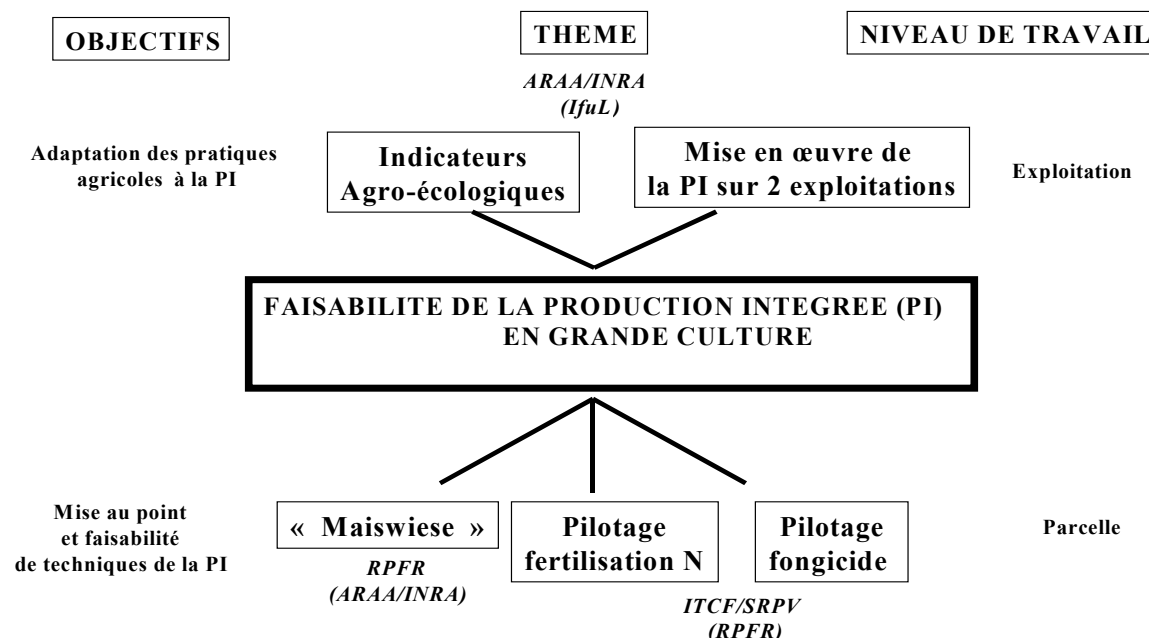 OBJECTIFS
THEME
NIVEAU DE TRAVAIL
ARAA/INRA
(IfuL)
Adaptation des pratiques
agricoles à la PI
Indicateurs
Agro-écologiques
Mise en œuvre de
la PI sur 2 exploitations
Exploitation
FAISABILITE DE LA PRODUCTION INTEGREE (PI)
EN GRANDE CULTURE
Mise au point
et faisabilité
de techniques de la PI
« Maiswiese »
RPFR
(ARAA/INRA)
Pilotage
fertilisation N
Pilotage
fongicide
ITCF/SRPV
(RPFR)
Parcelle